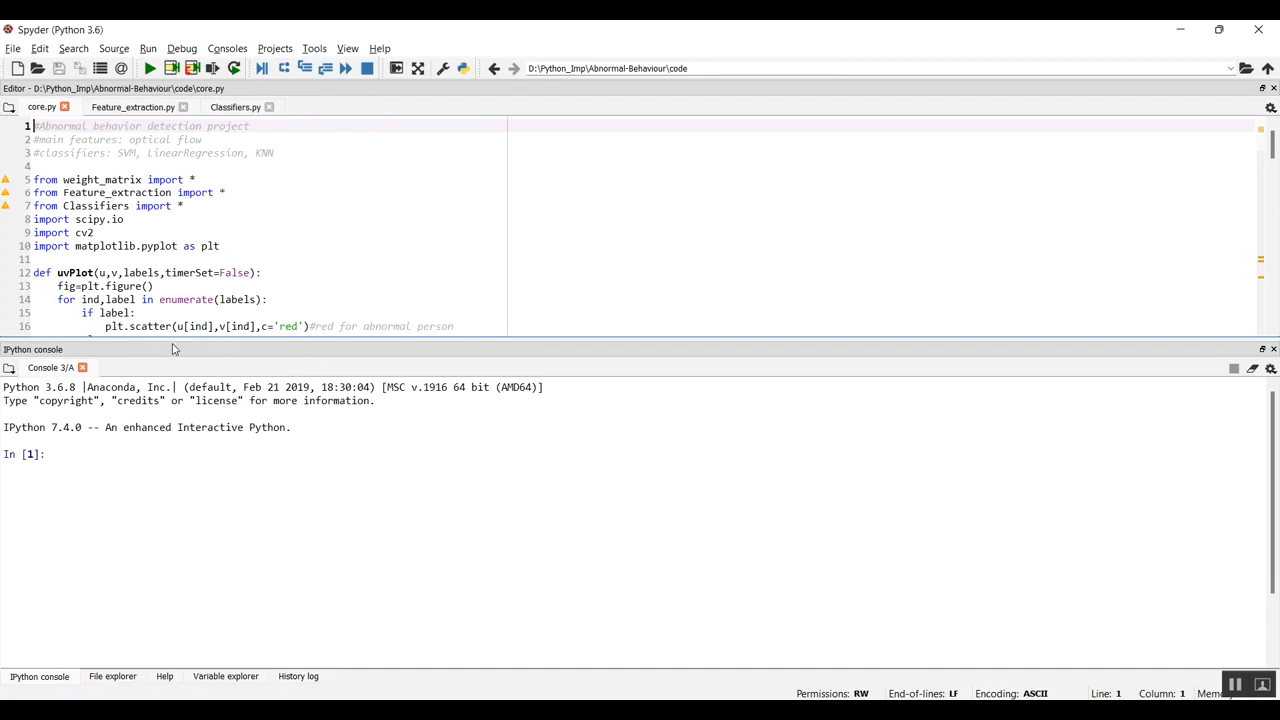 Spyder (Python 3.6)
File Edit Search Source Run Debug Consoles Projects Tools View Help
D:\Python_Imp\Abnormal-Behaviour\code
Editor - D:\Python_Imp\Abnormal-Behaviour\code\core.py
core.py Feature_extraction.py Classifiers.py
1 #Abnormal behavior detection project
2 #main features: optical flow
3 #classifiers: SVM, LinearRegression, KNN
4
5 from weight_matrix import *
6 from Feature_extraction import *
7 from Classifiers import *
8 import scipy.io
9 import cv2
10 import matplotlib.pyplot as plt
11
12 def uvPlot(u,v,labels,timerSet=False):
13     fig=plt.figure()
14     for ind,label in enumerate(labels):
15         if label:
16             plt.scatter(u[ind],v[ind],c='red')#red for abnormal person
IPython console
Console 3/A
Python 3.6.8 |Anaconda, Inc.| (default, Feb 21 2019, 18:30:04) [MSC v.1916 64 bit (AMD64)]
Type "copyright", "credits" or "license" for more information.
IPython 7.4.0 -- An enhanced Interactive Python.
In [1]:
IPython console File explorer Help Variable explorer History log
Permissions: RW End-of-lines: LF Encoding: ASCII Line: 1 Column: 1